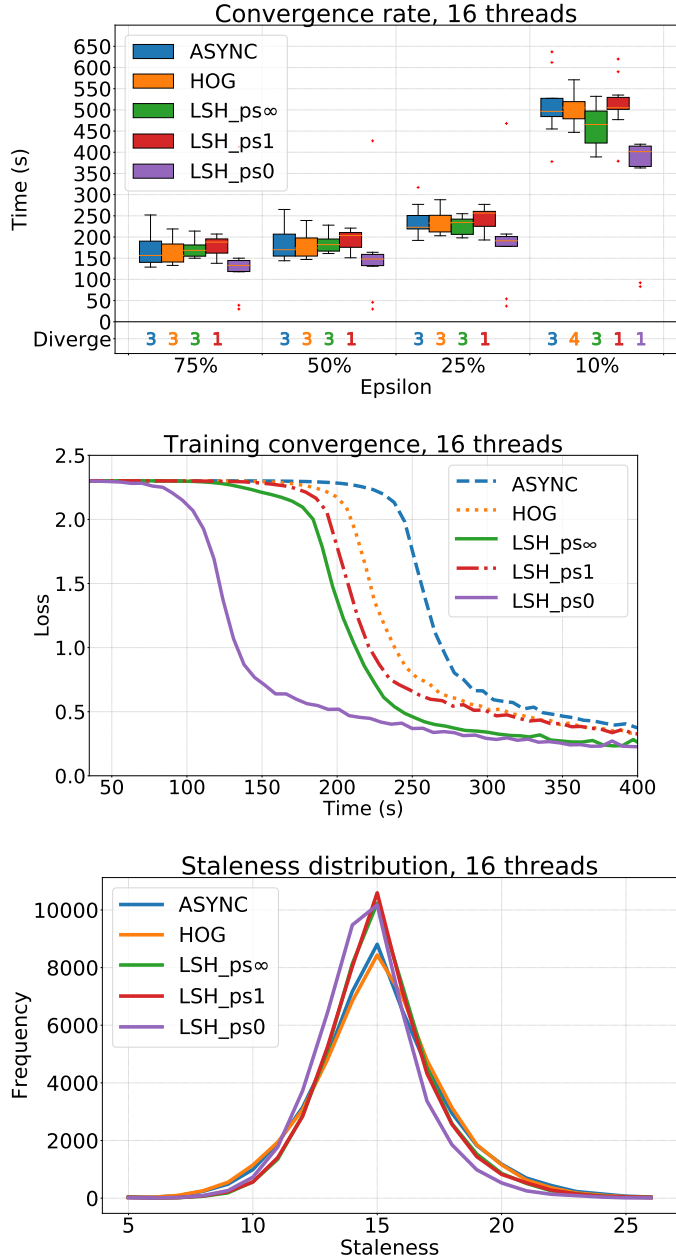 Convergence rate, 16 threads
Time (s)
650
600
550
500
450
400
350
300
250
200
150
100
50
0
ASYNC
HOG
LSH_ps∞
LSH_ps1
LSH_ps0
Diverge 3 3 3 1 3 3 3 1 3 3 3 1 3 4 3 1 1
75% 50% 25% 10%
Epsilon
Training convergence, 16 threads
Loss
2.5
2.0
1.5
1.0
0.5
0.0
ASYNC
HOG
LSH_ps∞
LSH_ps1
LSH_ps0
50 100 150 200 250 300 350 400
Time (s)
Staleness distribution, 16 threads
Frequency
10000
8000
6000
4000
2000
0
ASYNC
HOG
LSH_ps∞
LSH_ps1
LSH_ps0
5 10 15 20 25
Staleness